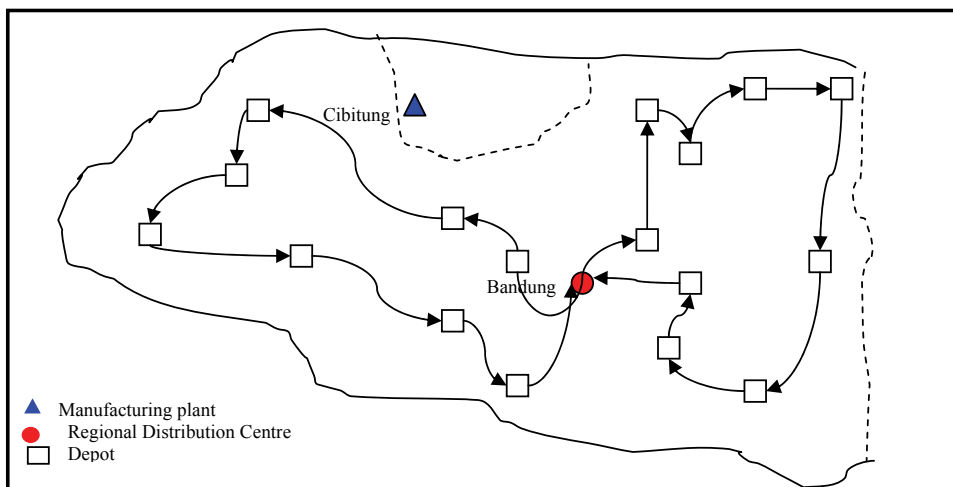 Cibitung
Bandung
Manufacturing plant
Regional Distribution Centre
Depot